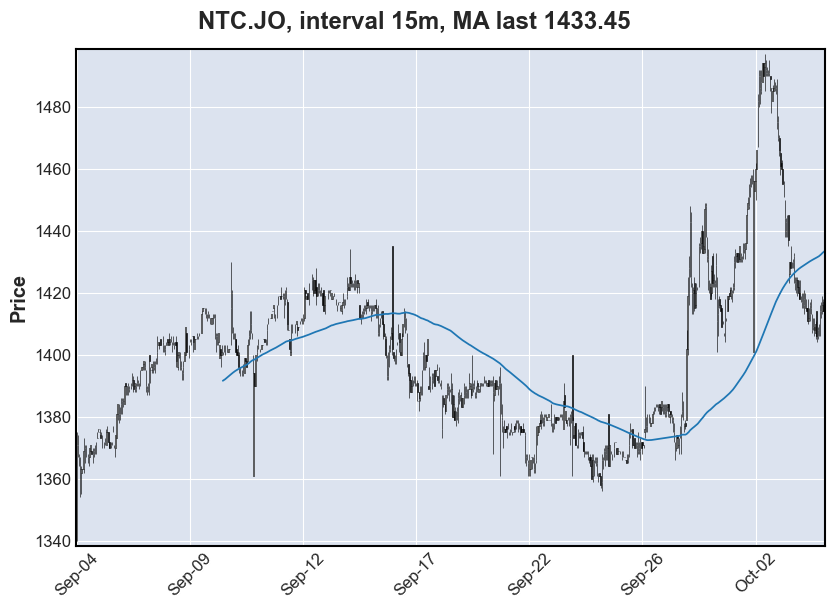 NTC.JO, interval 15m, MA last 1433.45
Price
1480
1460
1440
1420
1400
1380
1360
1340
Sep-04
Sep-09
Sep-12
Sep-17
Sep-22
Sep-26
Oct-02